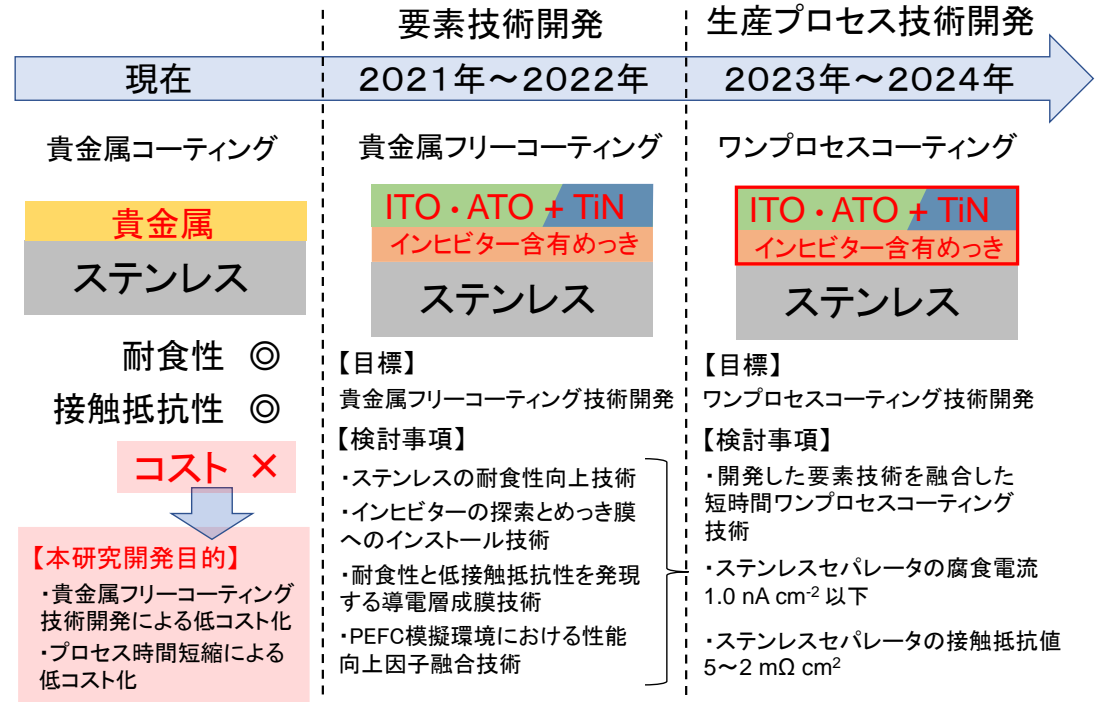 要素技術開発
生産プロセス技術開発
現在
2021年～2022年
2023年～2024年
貴金属コーティング
貴金属
ステンレス
耐食性 ◎
接触抵抗性 ◎
コスト ×
【本研究開発目的】
・貴金属フリーコーティング
技術開発による低コスト化
・プロセス時間短縮による
低コスト化
貴金属フリーコーティング
ITO・ATO + TiN
インヒビター含有めっき
ステンレス
【目標】
貴金属フリーコーティング技術開発
【検討事項】
・ステンレスの耐食性向上技術
・インヒビターの探索とめっき膜
へのインストール技術
・耐食性と低接触抵抗性を発現
する導電層成膜技術
・PEFC模擬環境における性能
向上因子融合技術
ワンプロセスコーティング
ITO・ATO + TiN
インヒビター含有めっき
ステンレス
【目標】
ワンプロセスコーティング技術開発
【検討事項】
・開発した要素技術を融合した
短時間ワンプロセスコーティング
技術
・ステンレスセパレータの腐食電流
1.0 nA cm-2 以下
・ステンレスセパレータの接触抵抗値
5～2 mΩ cm2